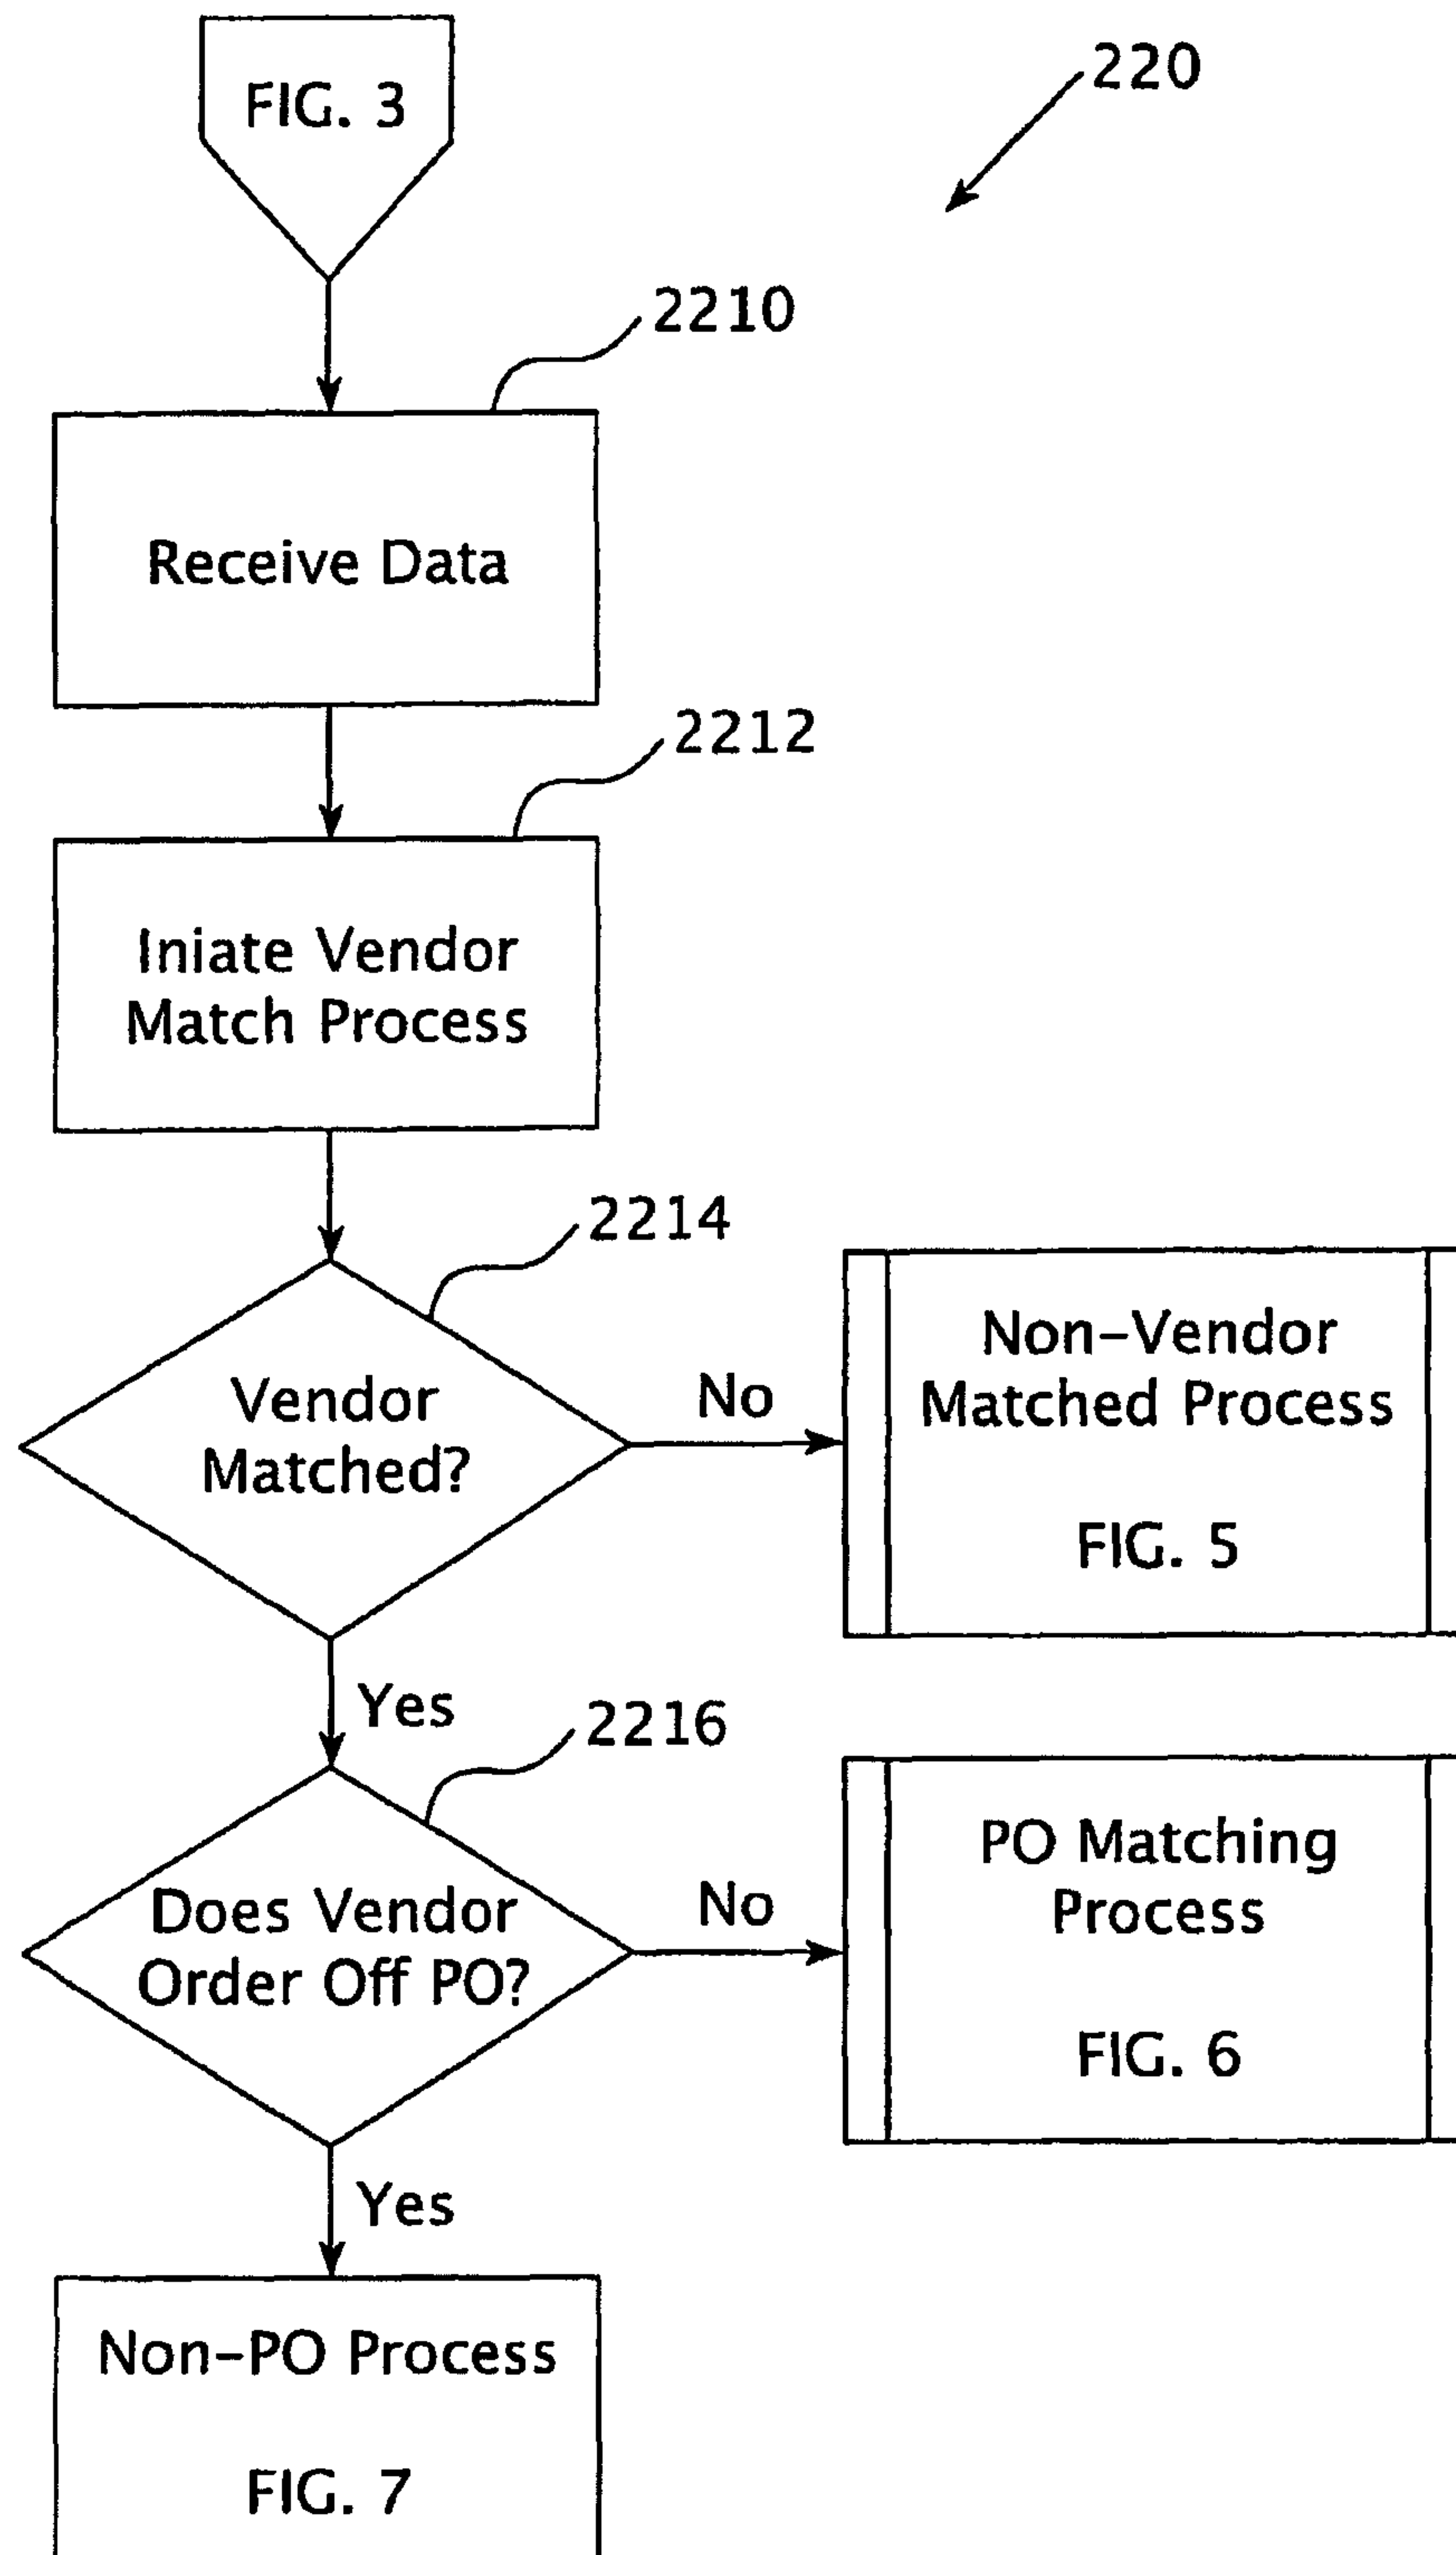 FIG. 3
220
2210
Receive Data
2212
Iniate Vendor
Match Process
2214
Vendor
Matched?
No
Non-Vendor
Matched Process
FIG. 5
Yes
2216
Does Vendor
Order Off PO?
No
PO Matching
Process
FIG. 6
Yes
Non-PO Process
FIG. 7